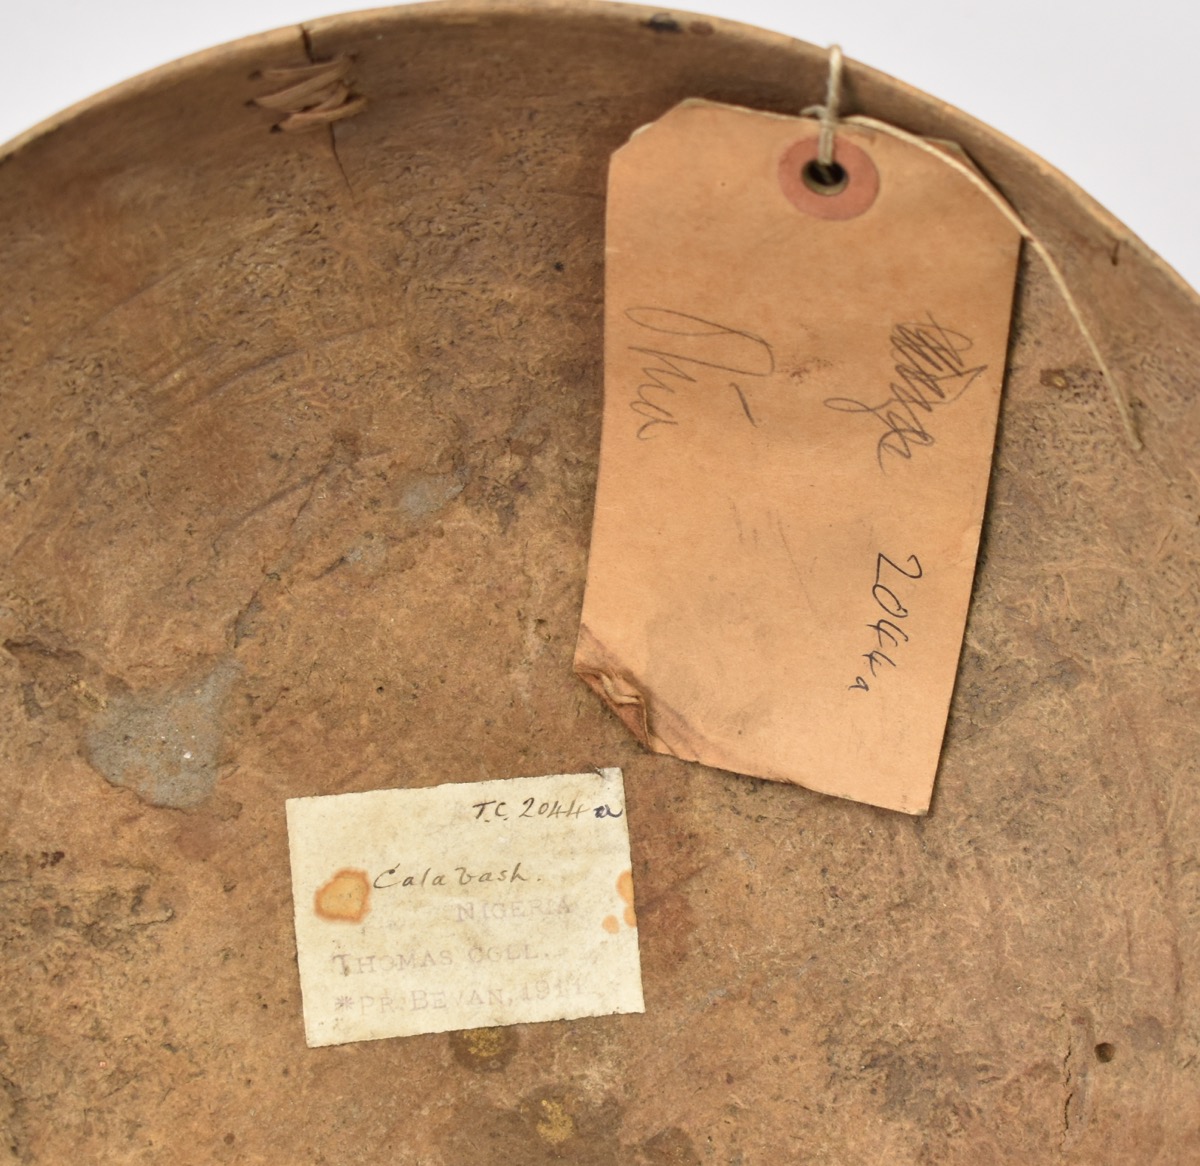 2044a
T.C. 2044a
Calabash.
NIGERIA
THOMAS COLL.
*PR. BEVAN, 1911